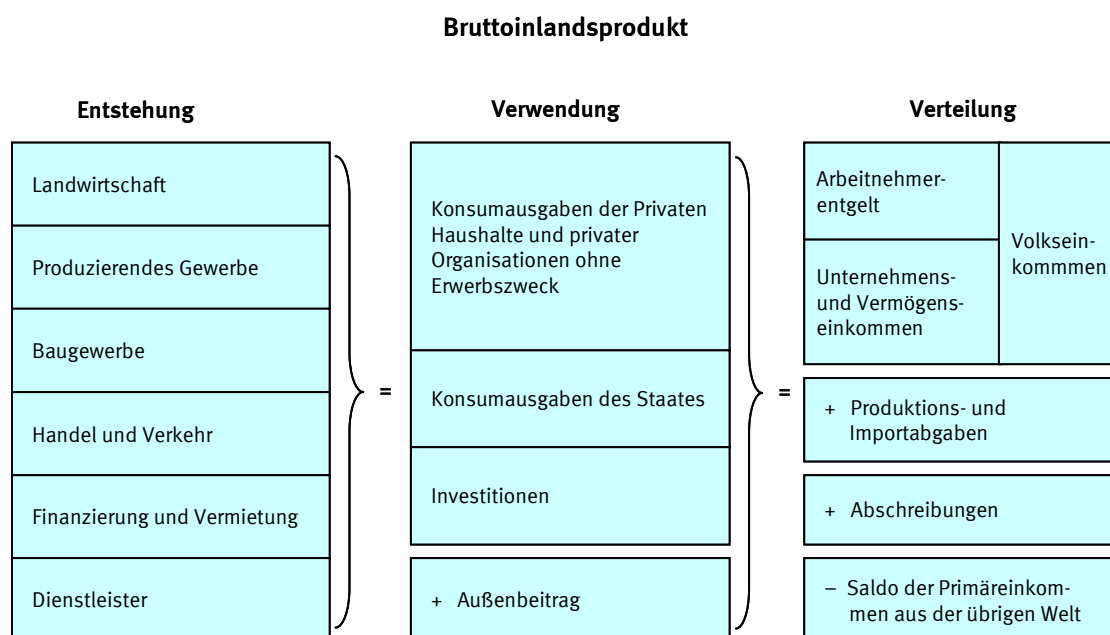 Bruttoinlandsprodukt
Entstehung
Landwirtschaft
Produzierendes Gewerbe
Baugewerbe
Handel und Verkehr
Finanzierung und Vermietung
Dienstleister
=
Verwendung
Konsumausgaben der Privaten
Haushalte und privater
Organisationen ohne
Erwerbszweck
Konsumausgaben des Staates
Investitionen
+ Außenbeitrag
=
Verteilung
Arbeitnehmer-
entgelt
Unternehmens-
und Vermögens-
einkommen
Volksein-
kommmen
+ Produktions- und
Importabgaben
+ Abschreibungen
– Saldo der Primäreinkom-
men aus der übrigen Welt